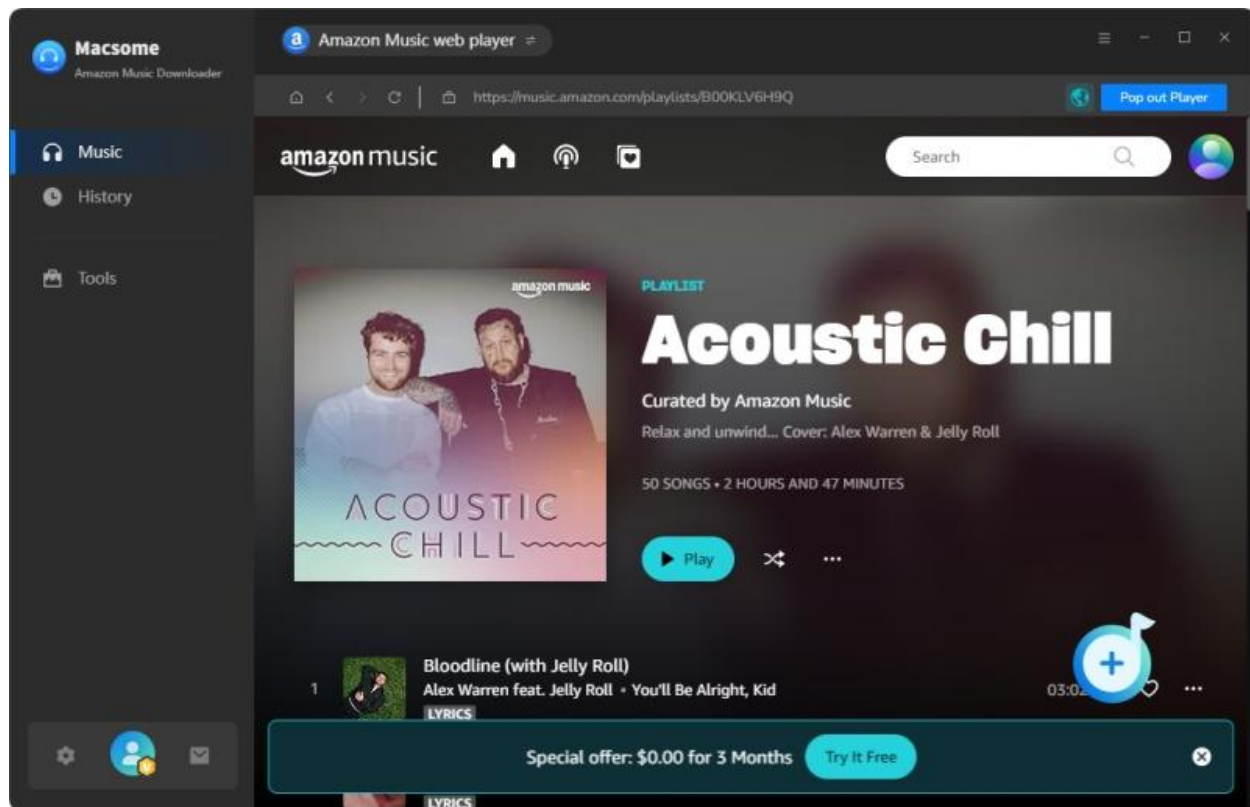 Macsome
Amazon Music Downloader
Amazon Music web player
https://music.amazon.com/playlists/B00KLV6H9Q
Pop out Player
Music
History
Tools
amazon music
Search
amazon music
ACOUSTIC
CHILL
PLAYLIST
Acoustic Chill
Curated by Amazon Music
Relax and unwind... Cover: Alex Warren & Jelly Roll
50 SONGS • 2 HOURS AND 47 MINUTES
Play
1
Bloodline (with Jelly Roll)
Alex Warren feat. Jelly Roll • You'll Be Alright, Kid
LYRICS
03:02
Special offer: $0.00 for 3 Months
Try It Free
LYRICS